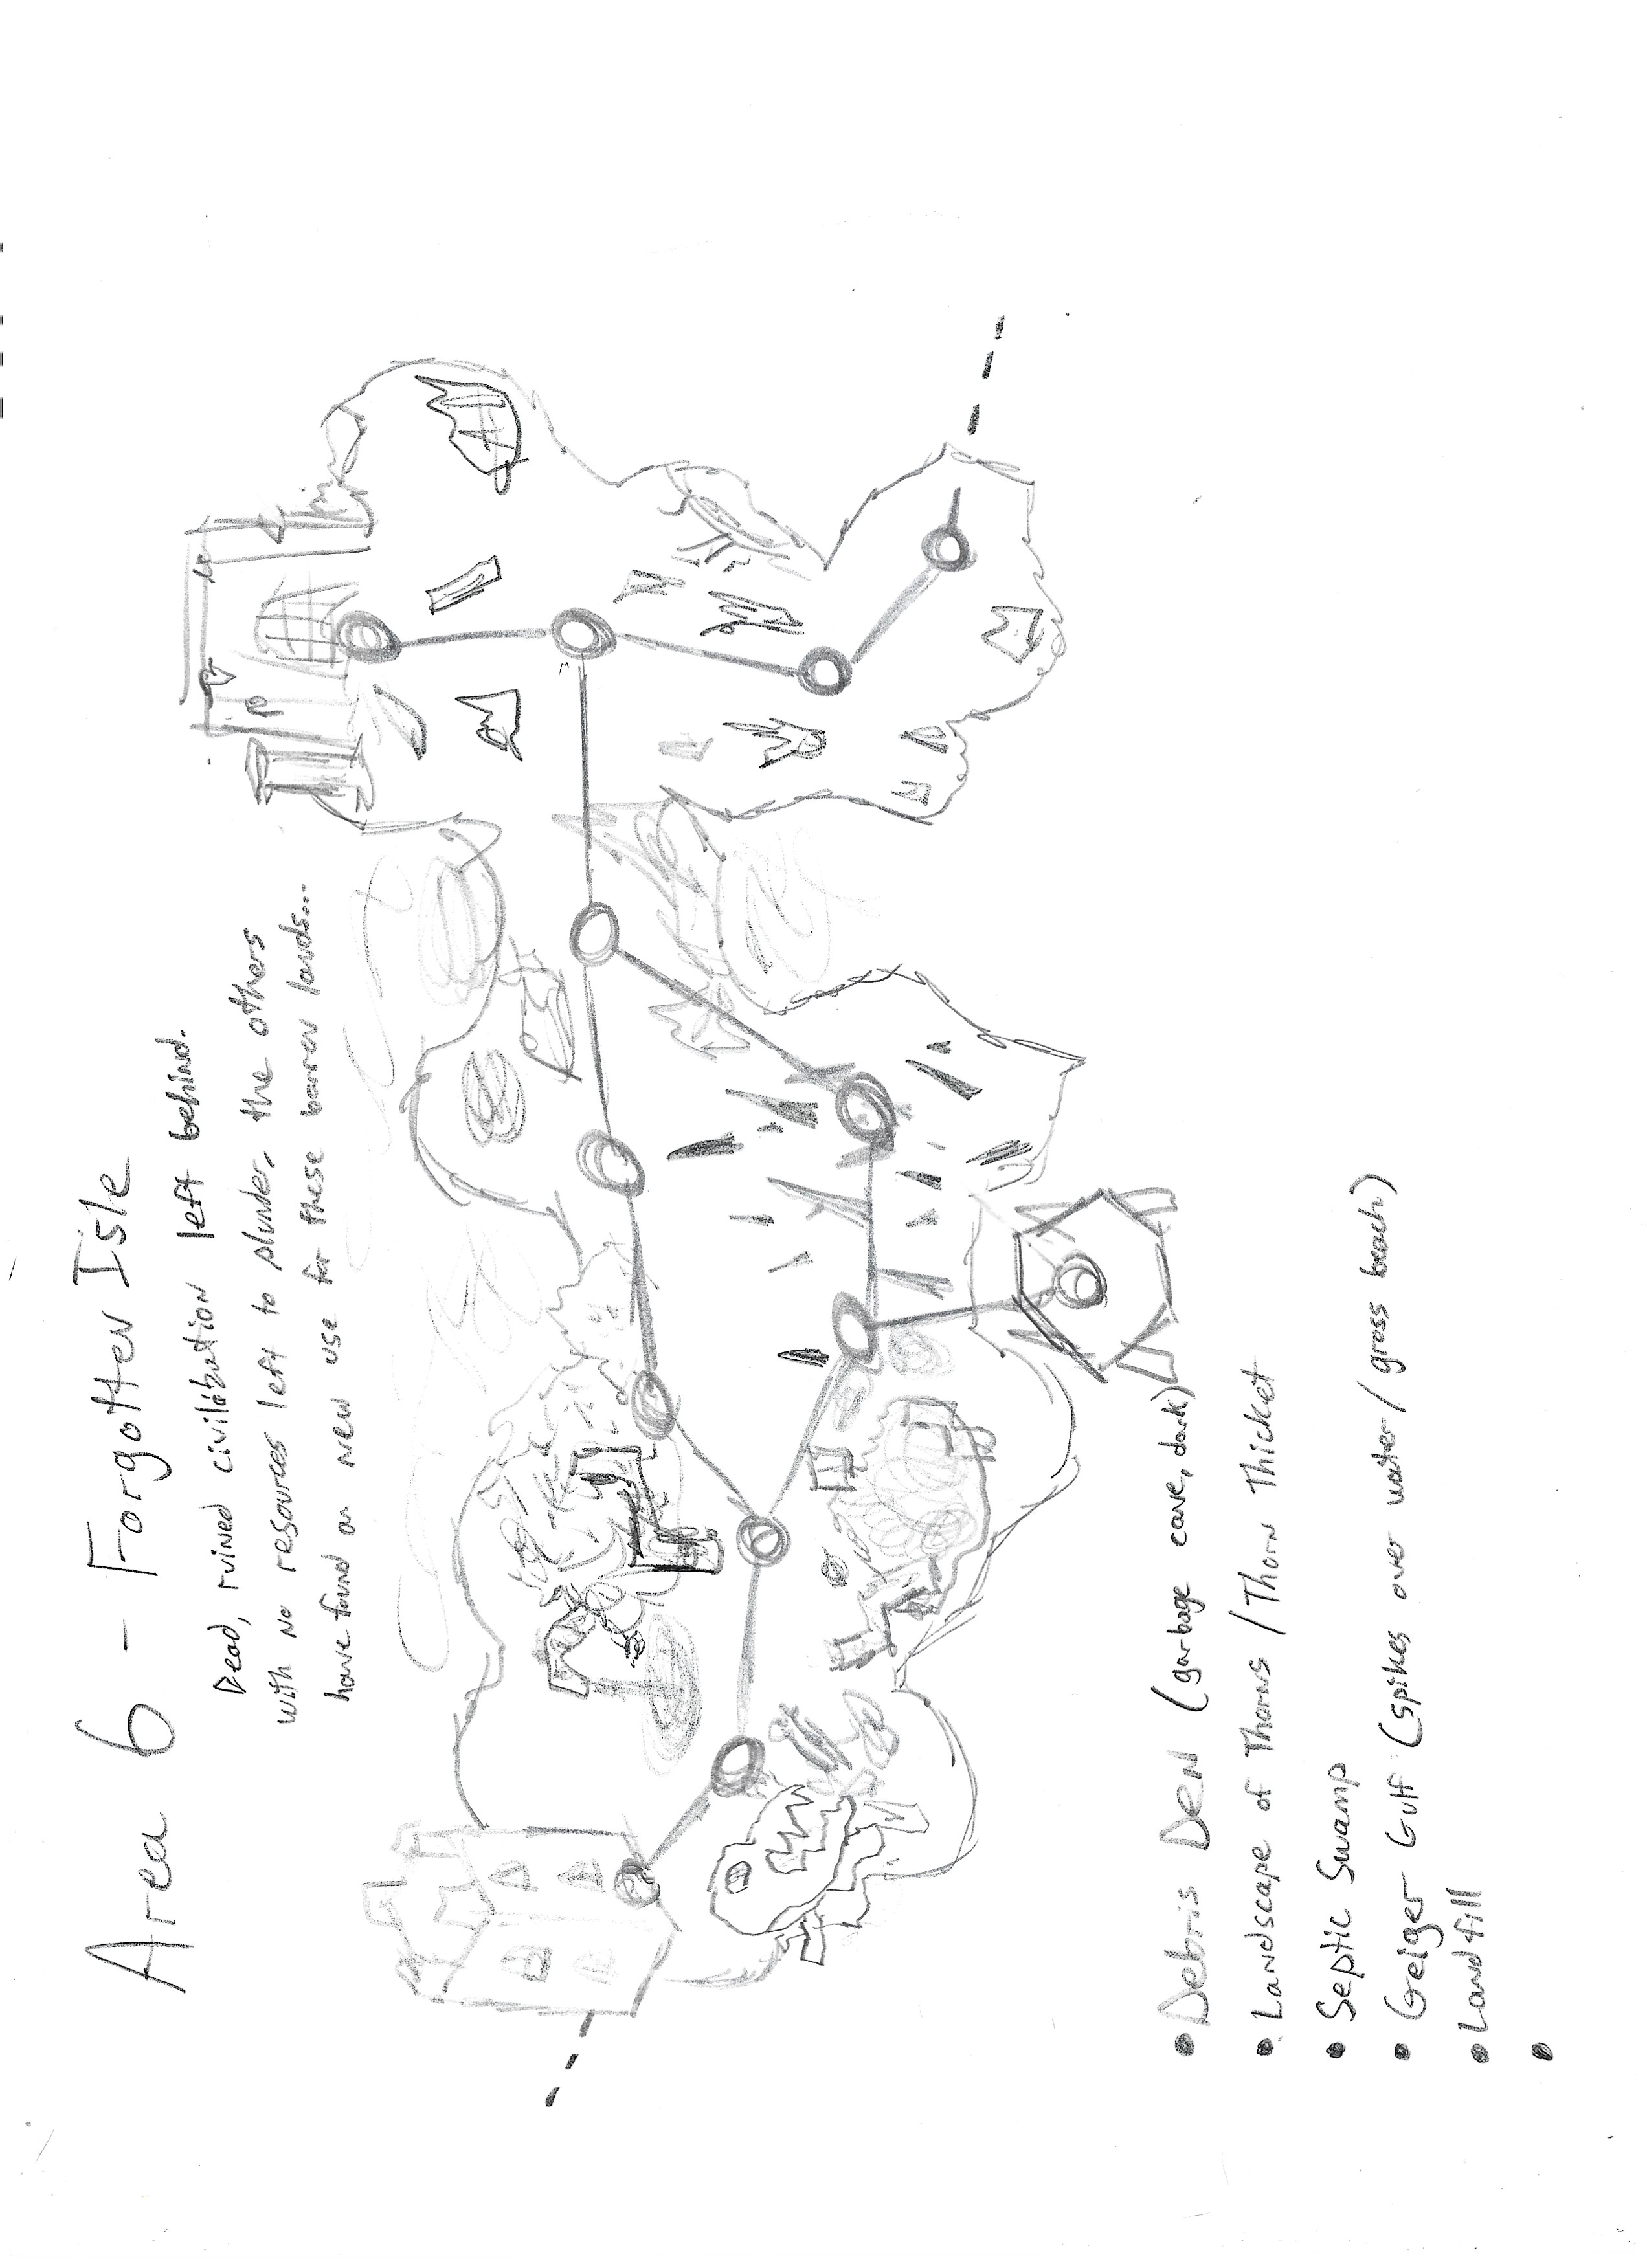 Area 6 - Forgotten Isle
Dead, ruined civilization left behind.
with no resources left to plunder, the others
have found an new use for these barren lands...
• Debris Den (garbage cave, dark)
• Landscape of Thorns / Thorn Thicket
• Septic Swamp
• Geiger Gulf (spikes over water / gross beach)
• Landfill
•